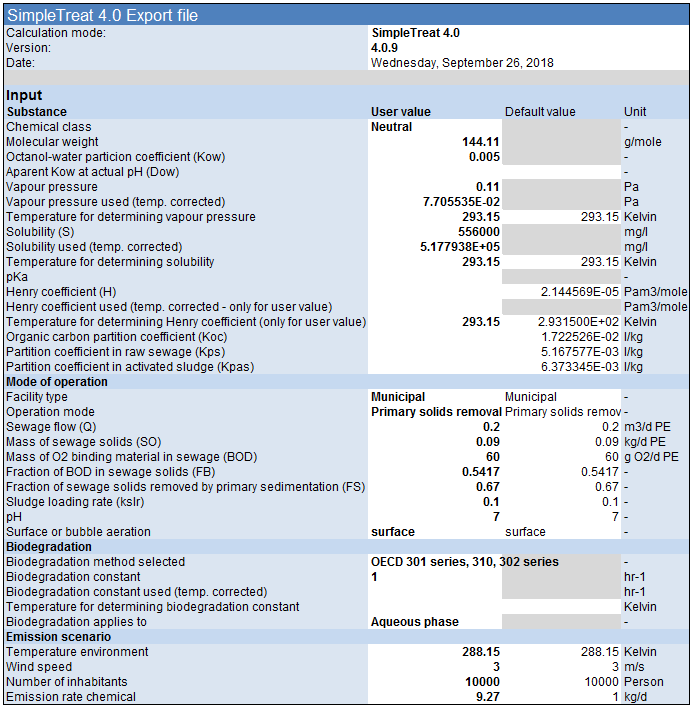 SimpleTreat 4.0 Export file
Calculation mode: SimpleTreat 4.0
Version: 4.0.9
Date: Wednesday, September 26, 2018
Input
Substance User value Default value Unit
Chemical class Neutral -
Molecular weight 144.11 g/mole
Octanol-water particion coefficient (Kow) 0.005 -
Aparent Kow at actual pH (Dow) -
Vapour pressure 0.11 Pa
Vapour pressure used (temp. corrected) 7.705535E-02 Pa
Temperature for determining vapour pressure 293.15 293.15 Kelvin
Solubility (S) 556000 mg/l
Solubility used (temp. corrected) 5.177938E+05 mg/l
Temperature for determining solubility 293.15 293.15 Kelvin
pKa -
Henry coefficient (H) 2.144569E-05 Pam3/mole
Henry coefficient used (temp. corrected - only for user value) Pam3/mole
Temperature for determining Henry coefficient (only for user value) 293.15 2.931500E+02 Kelvin
Organic carbon partition coefficient (Koc) 1.722526E-02 l/kg
Partition coefficient in raw sewage (Kps) 5.167577E-03 l/kg
Partition coefficient in activated sludge (Kpas) 6.373345E-03 l/kg
Mode of operation
Facility type Municipal Municipal -
Operation mode Primary solids removal Primary solids remov -
Sewage flow (Q) 0.2 0.2 m3/d PE
Mass of sewage solids (SO) 0.09 0.09 kg/d PE
Mass of O2 binding material in sewage (BOD) 60 60 g O2/d PE
Fraction of BOD in sewage solids (FB) 0.5417 0.5417 -
Fraction of sewage solids removed by primary sedimentation (FS) 0.67 0.67 -
Sludge loading rate (kslr) 0.1 0.1 -
pH 7 7 -
Surface or bubble aeration surface surface -
Biodegradation
Biodegradation method selected OECD 301 series, 310, 302 series -
Biodegradation constant 1 hr-1
Biodegradation constant used (temp. corrected) hr-1
Temperature for determining biodegradation constant Kelvin
Biodegradation applies to Aqueous phase -
Emission scenario
Temperature environment 288.15 288.15 Kelvin
Wind speed 3 3 m/s
Number of inhabitants 10000 10000 Person
Emission rate chemical 9.27 1 kg/d